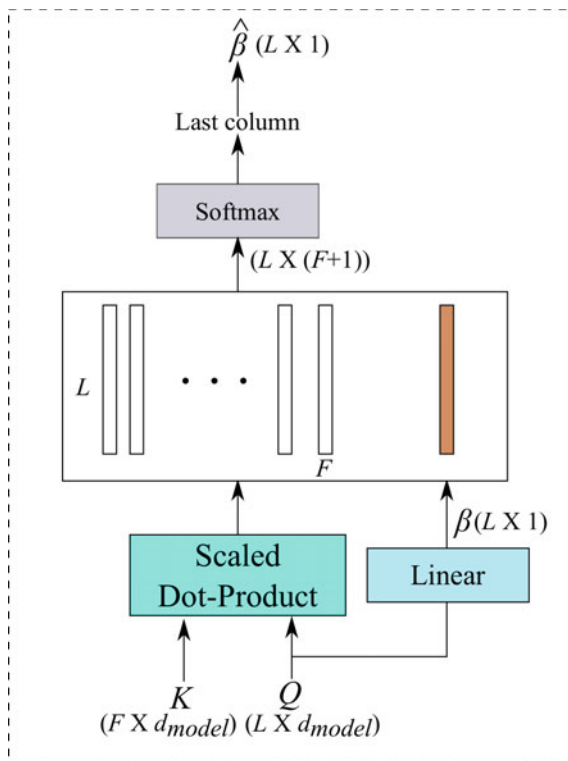 β̂ (L X 1)
Last column
Softmax
(L X (F+1))
L
• • •
F
β(L X 1)
Scaled
Dot-Product
Linear
K
Q
(F X d_model) (L X d_model)